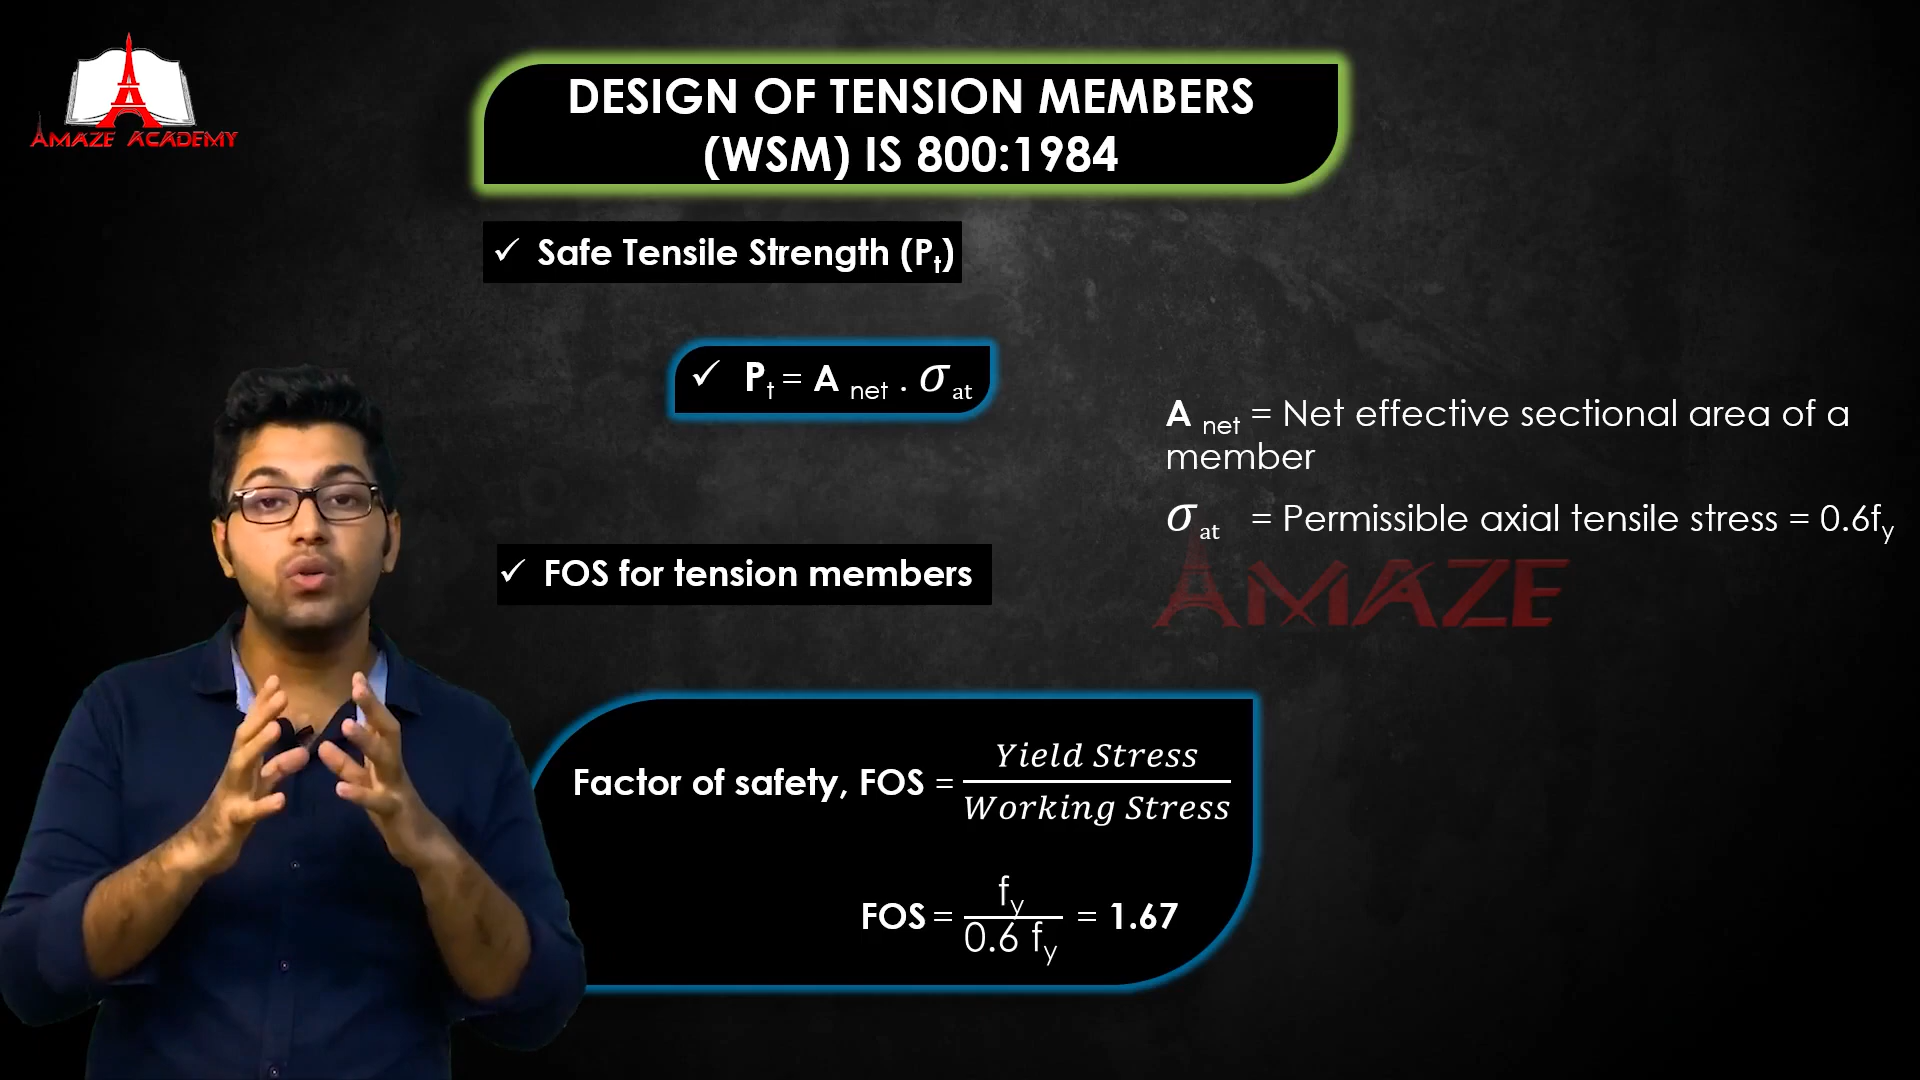 AMAZE ACADEMY
DESIGN OF TENSION MEMBERS
(WSM) IS 800:1984
✓ Safe Tensile Strength (Pt)
✓ Pt = A net . σat
A net = Net effective sectional area of a
member
σat = Permissible axial tensile stress = 0.6fy
AMAZE
✓ FOS for tension members
Factor of safety, FOS = Yield Stress / Working Stress
FOS = fy / 0.6 fy = 1.67